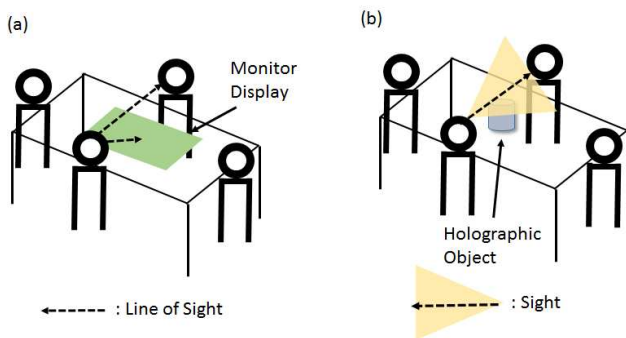 (a)
Monitor
Display
: Line of Sight
(b)
Holographic
Object
: Sight